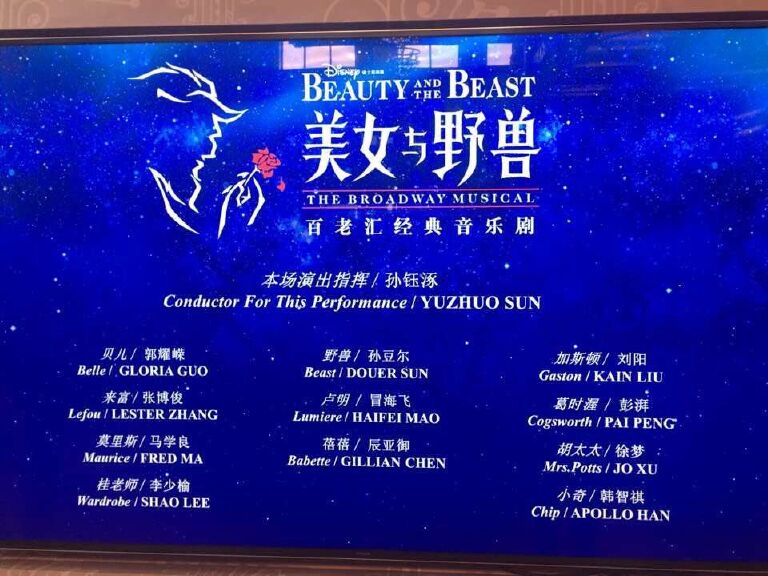 Disney
BEAUTY AND THE BEAST
美女与野兽
THE BROADWAY MUSICAL
百老汇经典音乐剧
本场演出指挥 / 孙钰涿
Conductor For This Performance / YUZHUO SUN
贝儿 / 郭耀嵘
Belle / GLORIA GUO
野兽 / 孙豆尔
Beast / DOUER SUN
加斯顿 / 刘阳
Gaston / KAIN LIU
来富 / 张博俊
Lefou / LESTER ZHANG
卢明 / 冒海飞
Lumiere / HAIFEI MAO
葛时渥 / 彭湃
Cogsworth / PAI PENG
莫里斯 / 马学良
Maurice / FRED MA
蓓蓓 / 辰亚御
Babette / GILLIAN CHEN
胡太太 / 徐梦
Mrs.Potts / JO XU
桂老师 / 李少榆
Wardrobe / SHAO LEE
小奇 / 韩智祺
Chip / APOLLO HAN